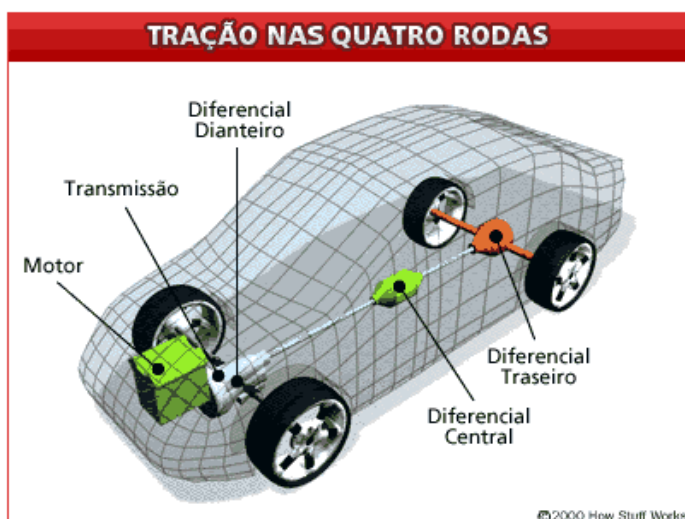 TRAÇÃO NAS QUATRO RODAS
Diferencial
Dianteiro
Transmissão
Motor
Diferencial
Traseiro
Diferencial
Central
©2000 How Stuff Works